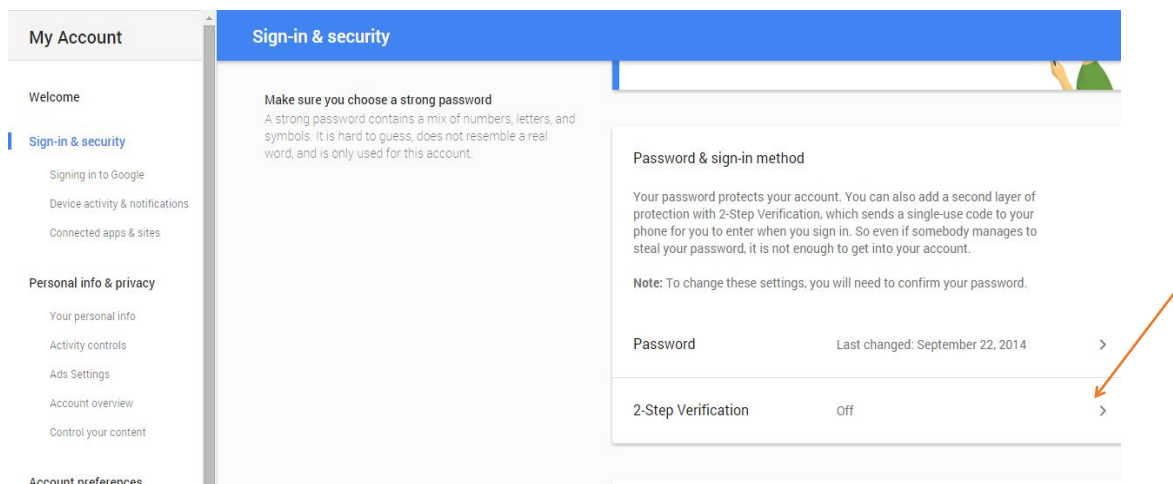 My Account
Sign-in & security
Welcome
Sign-in & security
Signing in to Google
Device activity & notifications
Connected apps & sites
Personal info & privacy
Your personal info
Activity controls
Ads Settings
Account overview
Control your content
Account preferences
Make sure you choose a strong password
A strong password contains a mix of numbers, letters, and
symbols. It is hard to guess, does not resemble a real
word, and is only used for this account.
Password & sign-in method
Your password protects your account. You can also add a second layer of
protection with 2-Step Verification, which sends a single-use code to your
phone for you to enter when you sign in. So even if somebody manages to
steal your password, it is not enough to get into your account.
Note: To change these settings, you will need to confirm your password.
Password Last changed: September 22, 2014
2-Step Verification Off